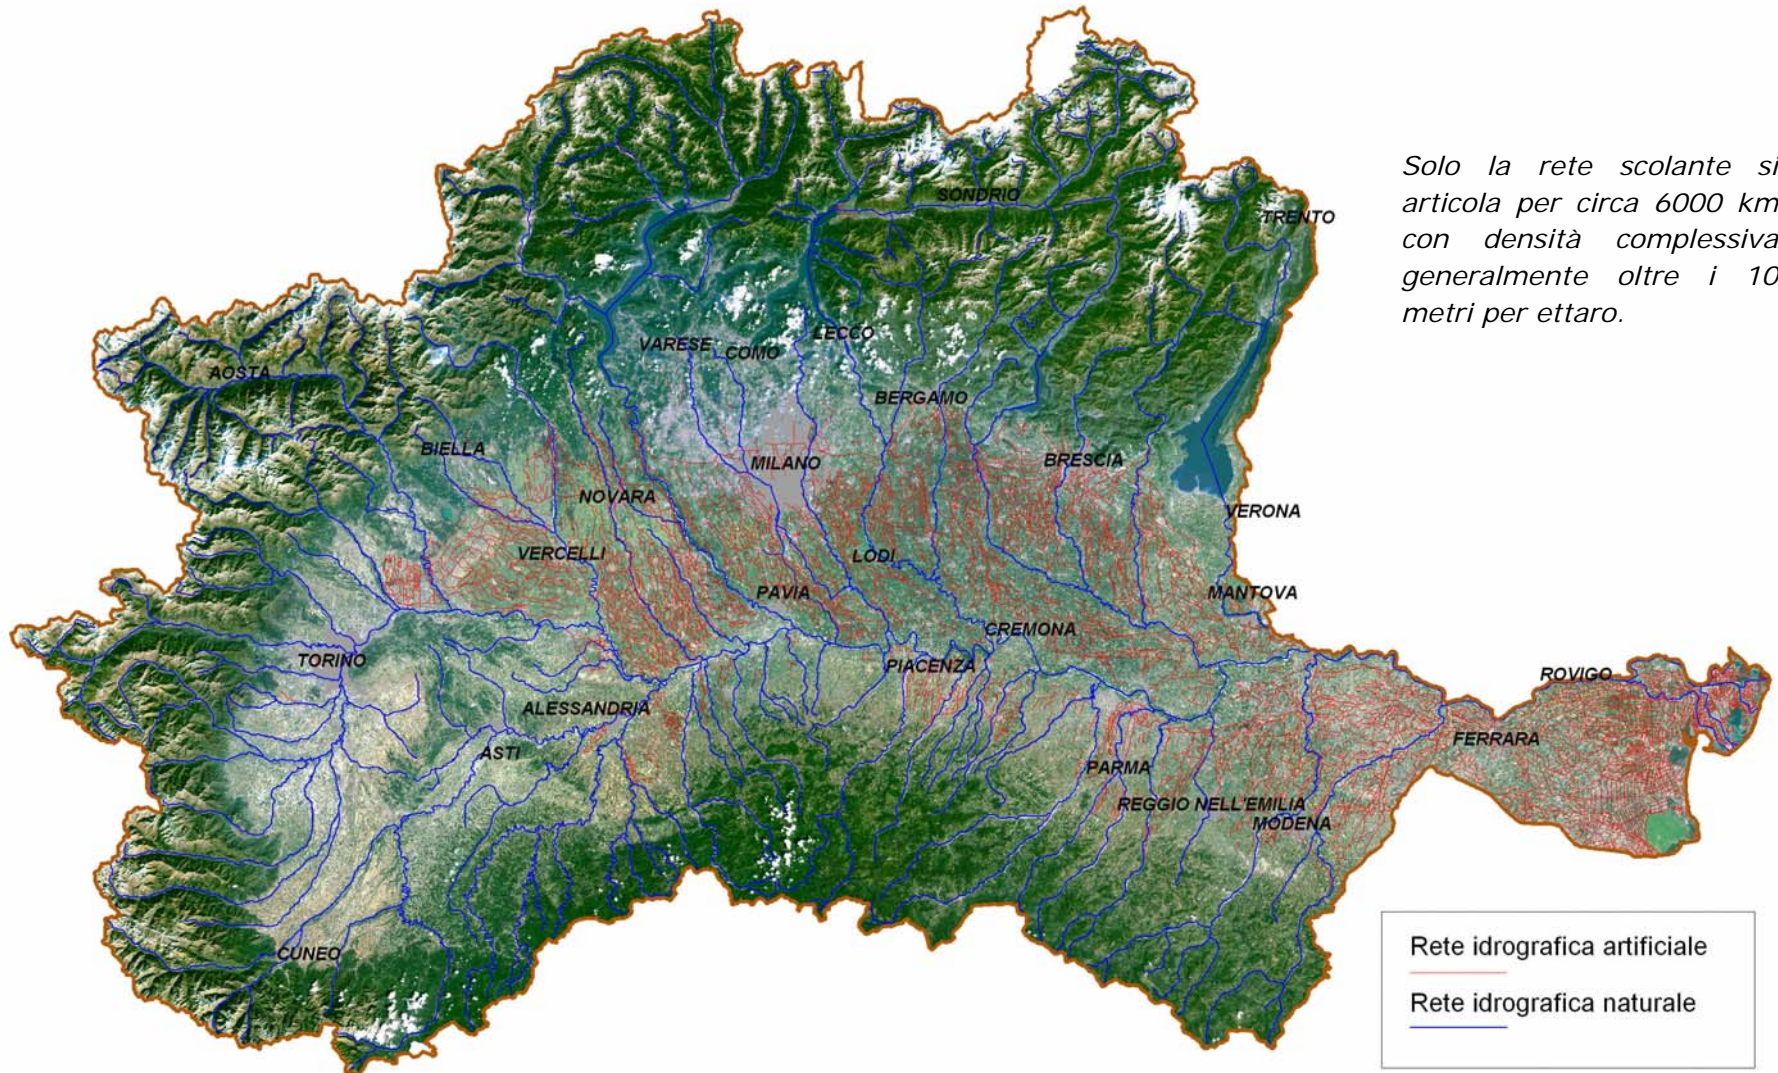 Solo la rete scolante si
articola per circa 6000 km
con densità complessiva
generalmente oltre i 10
metri per ettaro.
SONDRIO
TRENTO
VARESE
COMO
LECCO
AOSTA
BERGAMO
BIELLA
MILANO
BRESCIA
NOVARA
VERONA
VERCELLI
LODI
PAVIA
MANTOVA
CREMONA
TORINO
PIACENZA
ROVIGO
ALESSANDRIA
FERRARA
ASTI
PARMA
REGGIO NELL'EMILIA
MODENA
CUNEO
Rete idrografica artificiale
Rete idrografica naturale